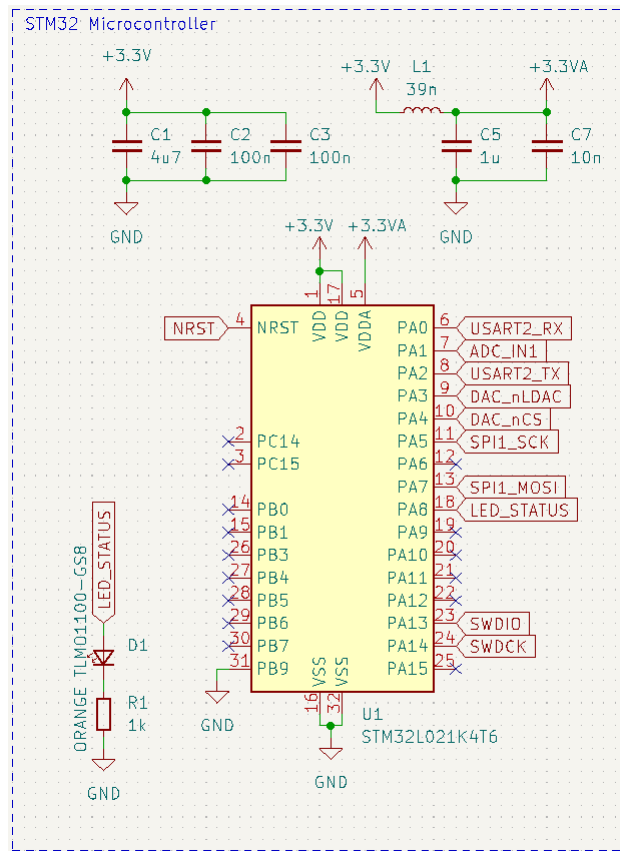 STM32 Microcontroller
+3.3V
+3.3V
L1
39n
+3.3VA
C1
4u7
C2
100n
C3
100n
C5
1u
C7
10n
GND
GND
+3.3V
+3.3VA
1
17
5
VDD
VDD
VDDA
NRST
4
NRST
PA0
6
USART2_RX
PA1
7
ADC_IN1
PA2
8
USART2_TX
PA3
9
DAC_nLDAC
PA4
10
DAC_nCS
2
PC14
PA5
11
SPI1_SCK
3
PC15
PA6
12
PA7
13
SPI1_MOSI
14
PB0
PA8
18
LED_STATUS
15
PB1
PA9
19
26
PB3
PA10
20
27
PB4
PA11
21
28
PB5
PA12
22
29
PB6
PA13
23
SWDIO
30
PB7
PA14
24
SWDCK
31
PB9
PA15
25
VSS
VSS
16
32
GND
U1
STM32L021K4T6
GND
LED_STATUS
ORANGE TLMO1100-GS8
D1
R1
1k
GND